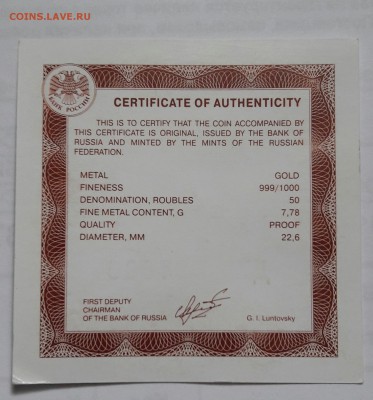 COINS.LAVE.RU
БАНК РОССИИ
CERTIFICATE OF AUTHENTICITY
THIS IS TO CERTIFY THAT THE COIN ACCOMPANIED BY
THIS CERTIFICATE IS ORIGINAL, ISSUED BY THE BANK OF
RUSSIA AND MINTED BY THE MINTS OF THE RUSSIAN
FEDERATION.
METAL GOLD
FINENESS 999/1000
DENOMINATION, ROUBLES 50
FINE METAL CONTENT, G 7,78
QUALITY PROOF
DIAMETER, MM 22,6
FIRST DEPUTY
CHAIRMAN
OF THE BANK OF RUSSIA G. I. Luntovsky